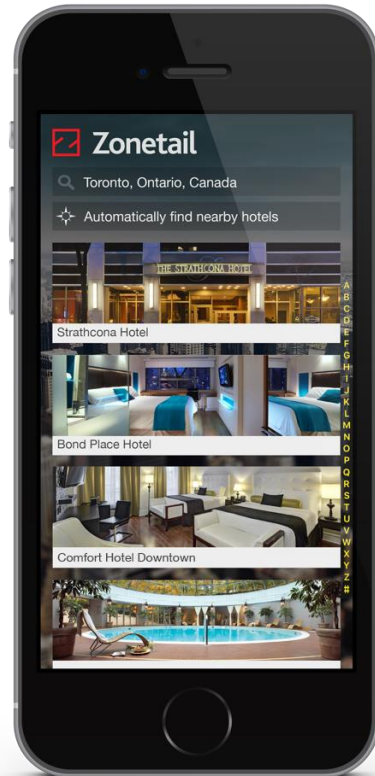 Zonetail
Toronto, Ontario, Canada
Automatically find nearby hotels
THE STRATHCONA HOTEL
Strathcona Hotel
Bond Place Hotel
Comfort Hotel Downtown
A
B
C
D
E
F
G
H
I
J
K
L
M
N
O
P
Q
R
S
T
U
V
W
X
Y
Z
#